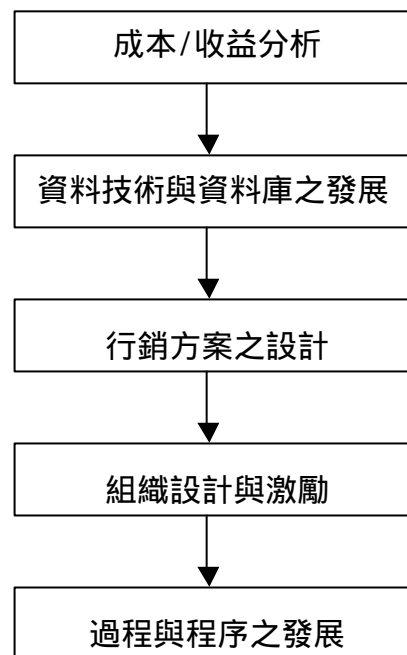 成本/收益分析
資料技術與資料庫之發展
行銷方案之設計
組織設計與激勵
過程與程序之發展